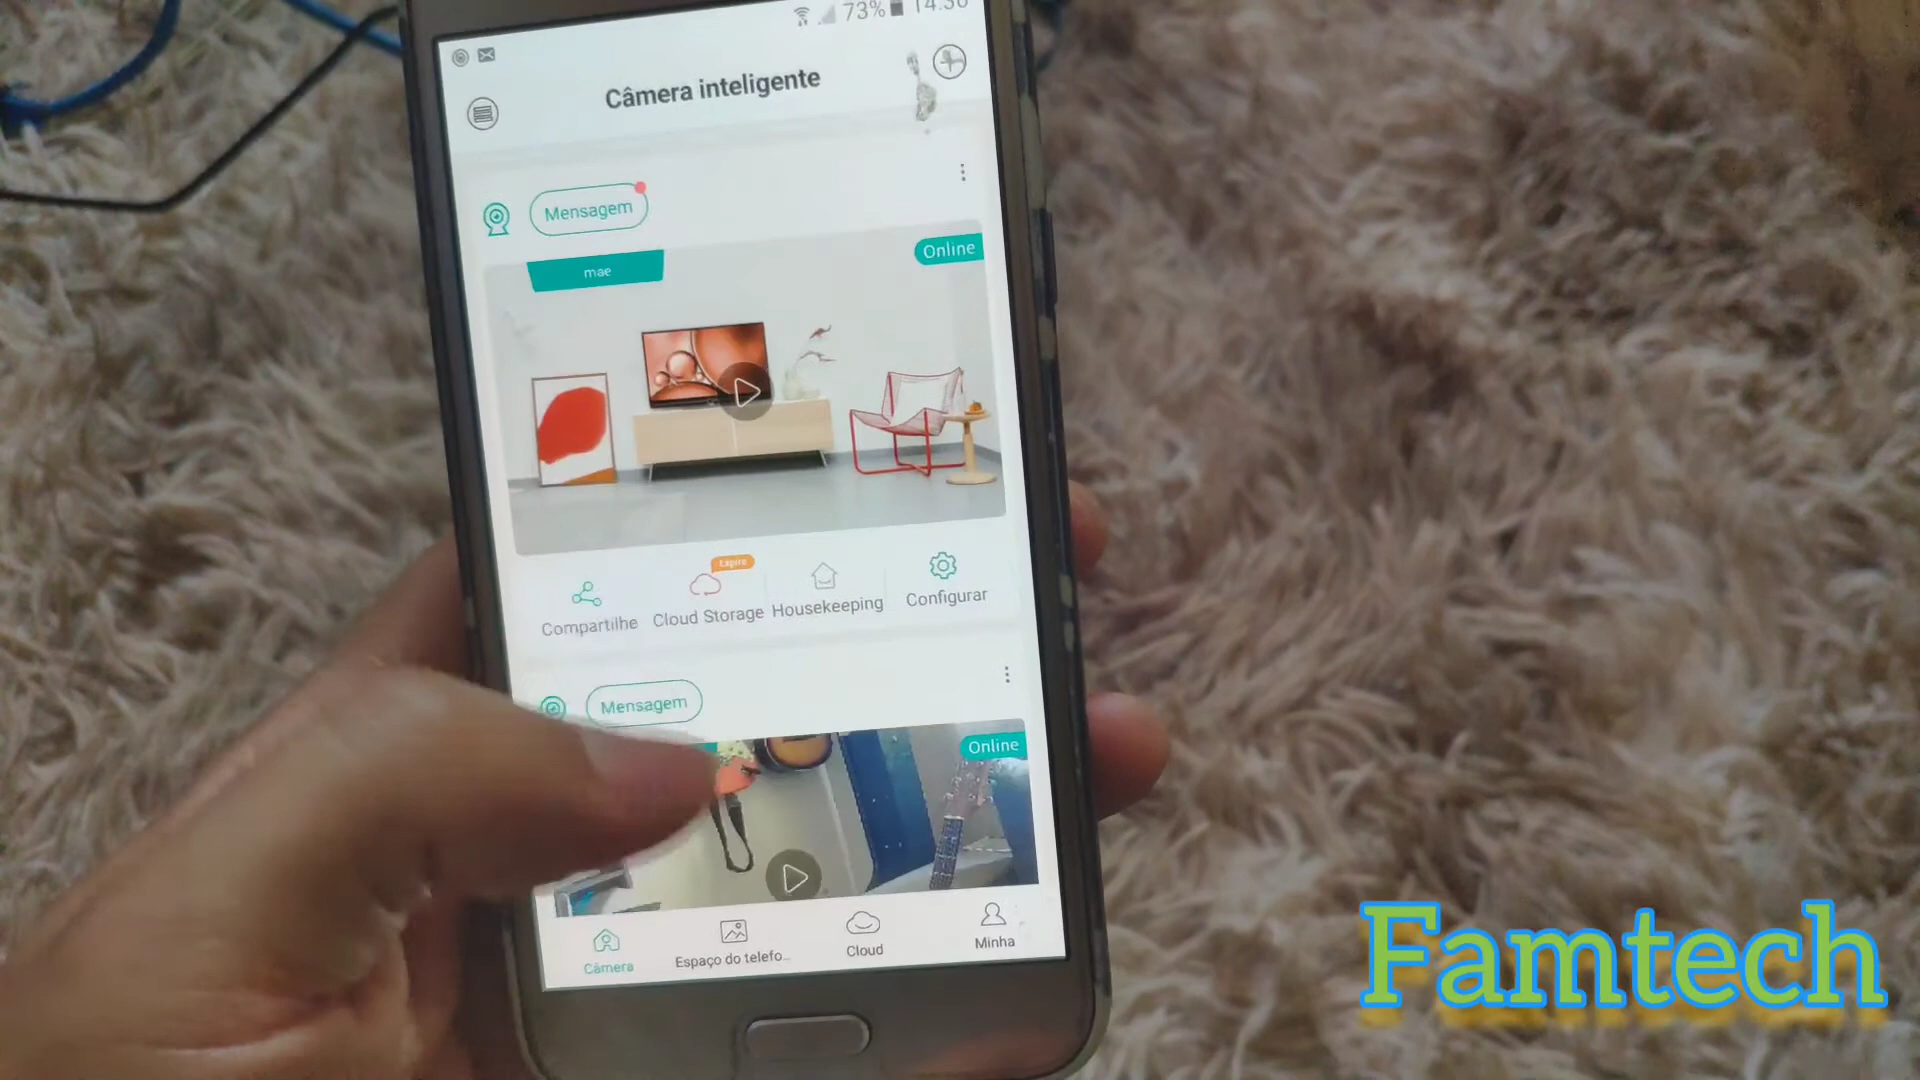 73% 14:36
Câmera inteligente
Mensagem
mae
Online
Expire
Compartilhe
Cloud Storage
Housekeeping
Configurar
Mensagem
Online
Câmera
Espaço do telefo...
Cloud
Minha
Famtech